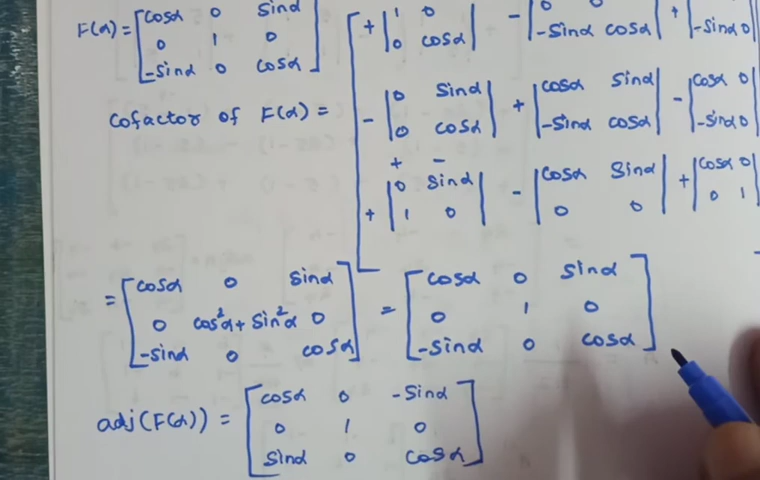 F(α) = [cosα 0 sinα
0 1 0
-sinα 0 cosα]
cofactor of F(α) =
+ |1 0 - |0 0 + |
0 cosα| -sinα cosα| -sinα 0
- |0 sinα + |cosα sinα - |cosα 0
0 cosα| -sinα cosα| -sinα 0
+ -
+ |0 sinα - |cosα sinα + |cosα 0
1 0| 0 0| 0 1
= [cosα 0 sinα = [cosα 0 sinα
0 cos²α+sin²α 0 0 1 0
-sinα 0 cosα] -sinα 0 cosα]
adj(F(α)) = [cosα 0 -sinα
0 1 0
sinα 0 cosα]